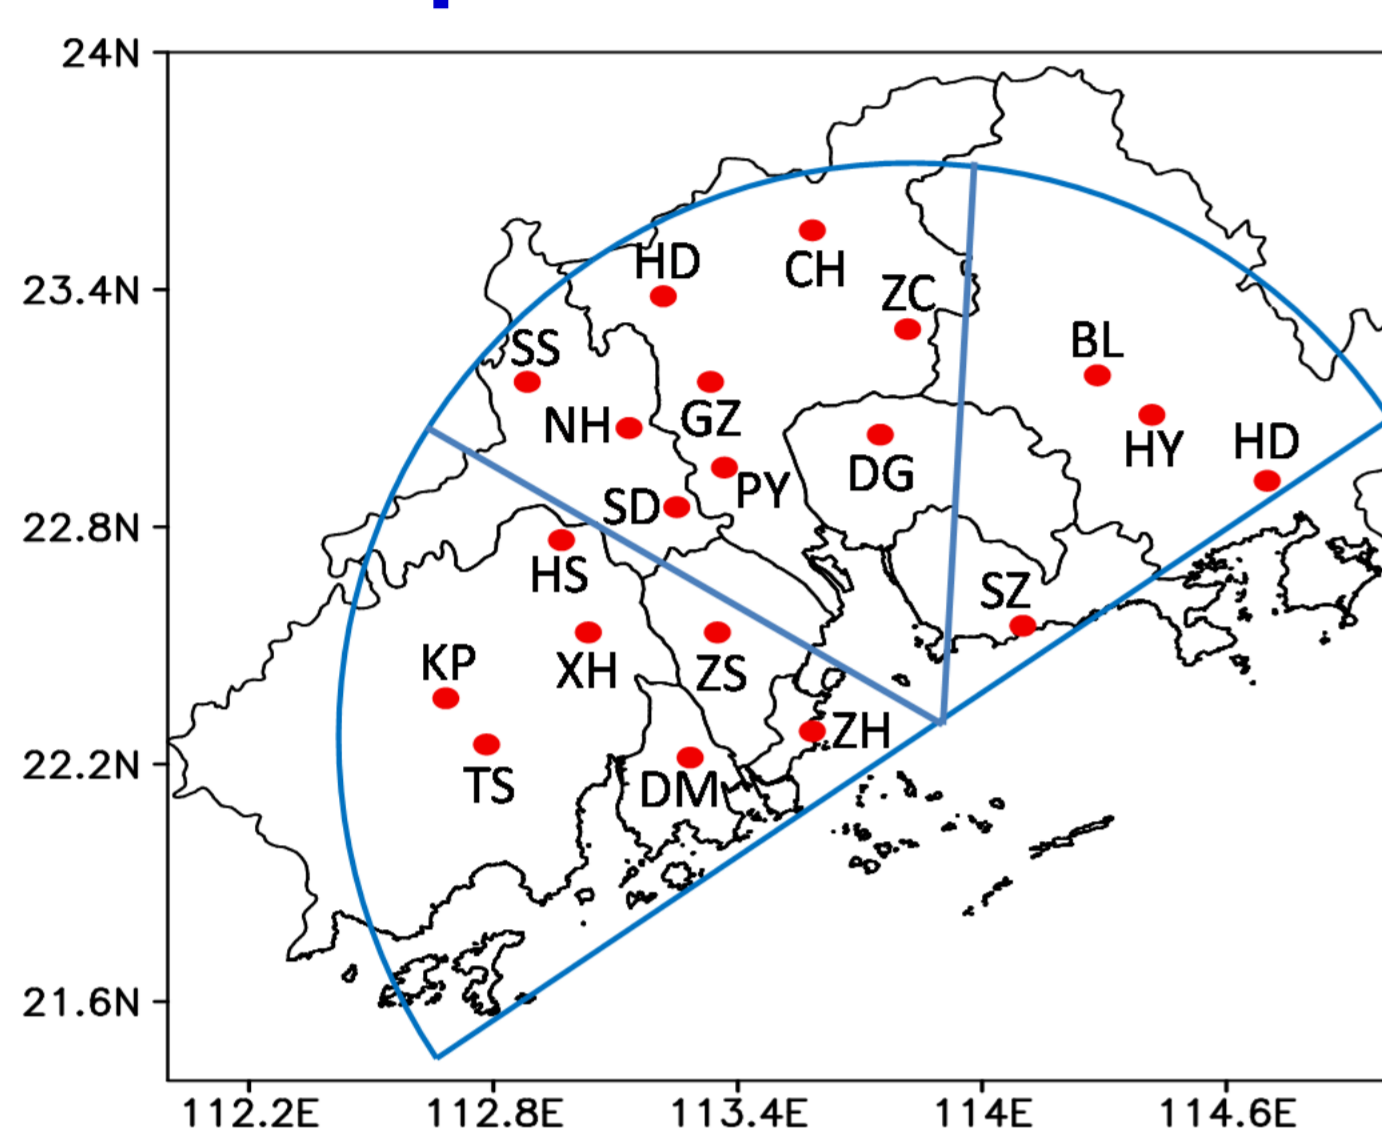 24N
HD
CH
23.4N
ZC
SS
BL
NH
GZ
HY
HD
DG
PY
SD
22.8N
HS
SZ
KP
XH
ZS
ZH
22.2N
TS
DM
21.6N
112.2E 112.8E 113.4E 114E 114.6E